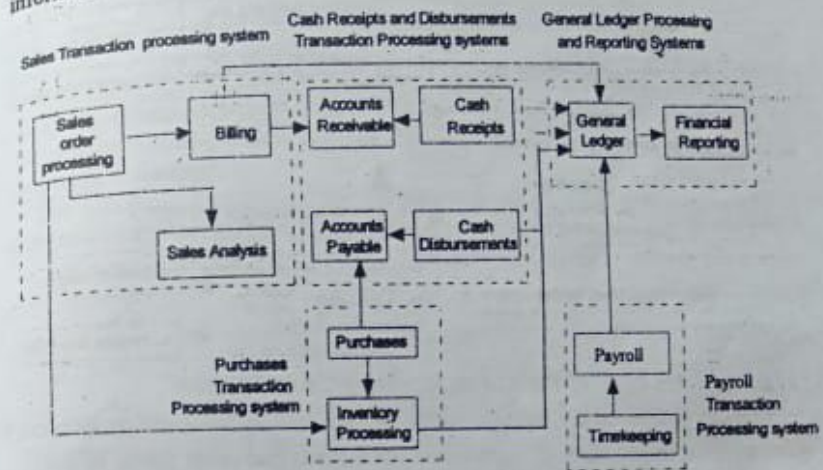 Sales Transaction processing system
Cash Receipts and Disbursements
Transaction Processing systems
General Ledger Processing
and Reporting Systems
Sales
order
processing
Billing
Accounts
Receivable
Cash
Receipts
General
Ledger
Financial
Reporting
Sales Analysis
Accounts
Payable
Cash
Disbursements
Purchases
Transaction
Processing system
Purchases
Inventory
Processing
Payroll
Timekeeping
Payroll
Transaction
Processing system